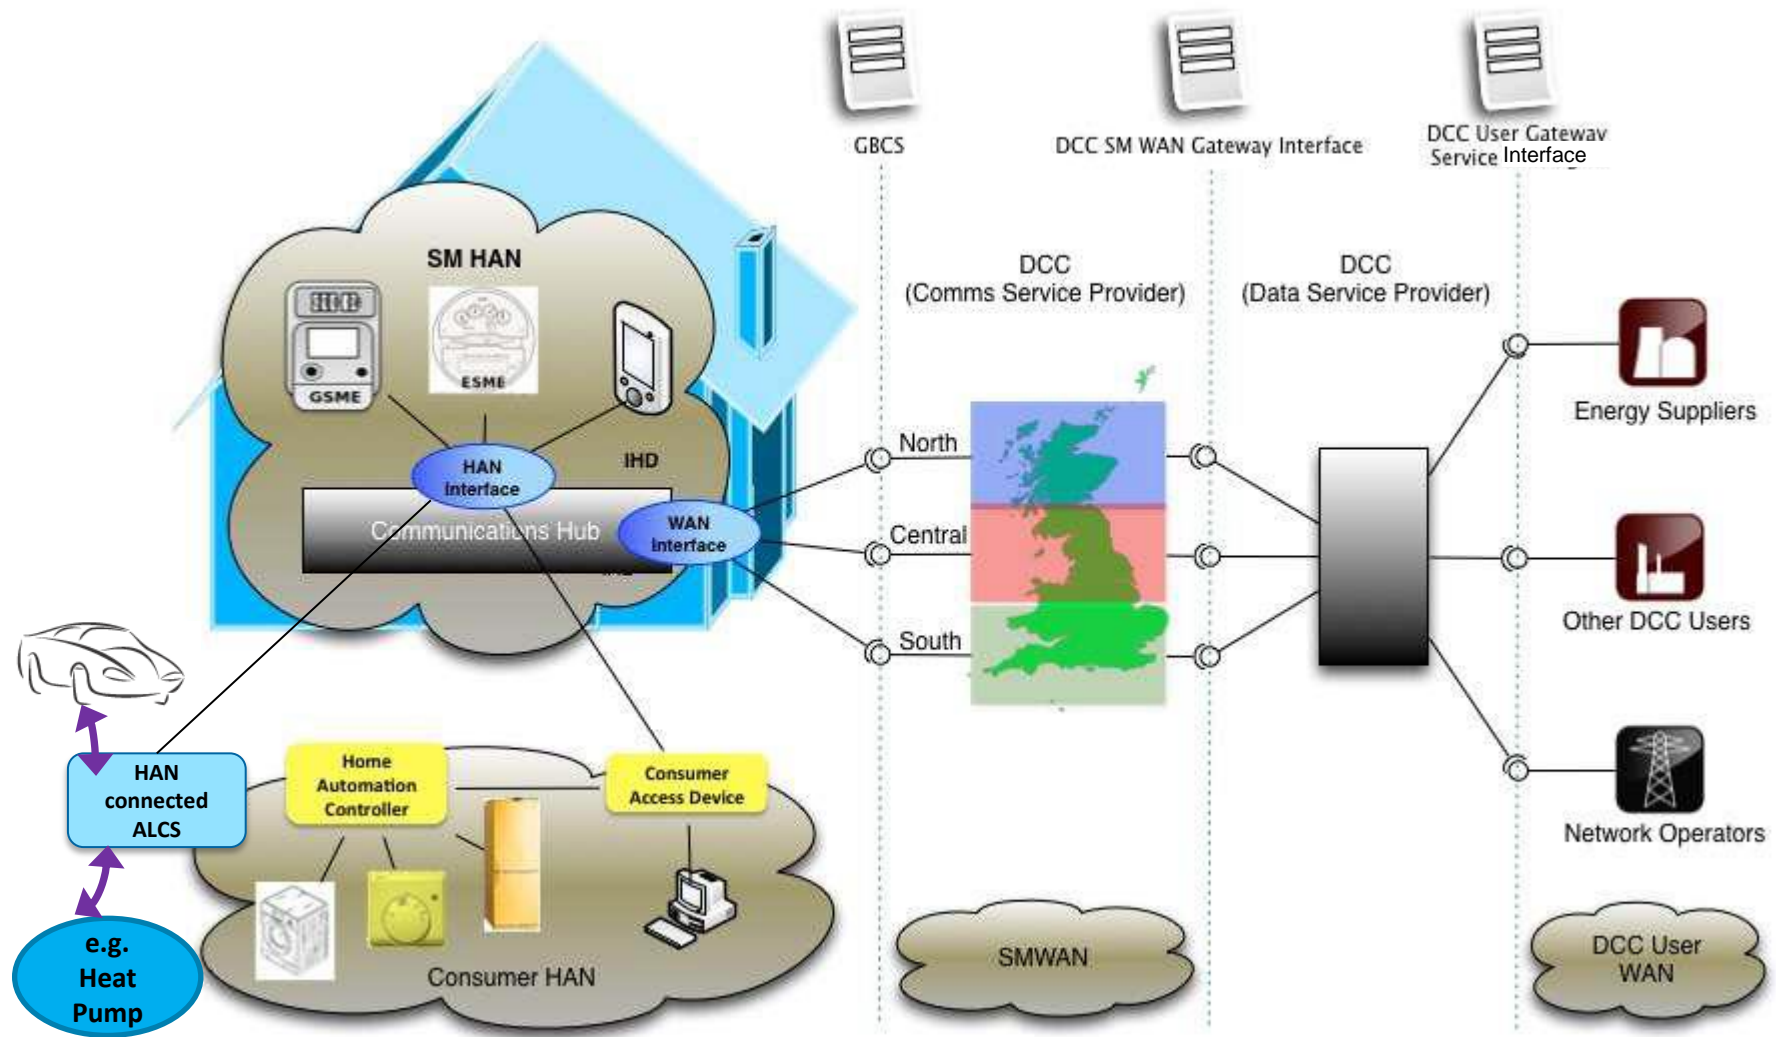 GBCS
DCC SM WAN Gateway Interface
DCC User Gateway
Service Interface
SM HAN
GSME
ESME
IHD
HAN
Interface
Communications Hub
WAN
Interface
DCC
(Comms Service Provider)
DCC
(Data Service Provider)
North
Central
South
Energy Suppliers
Other DCC Users
Network Operators
HAN
connected
ALCS
Home
Automation
Controller
Consumer
Access Device
e.g.
Heat
Pump
Consumer HAN
SMWAN
DCC User
WAN